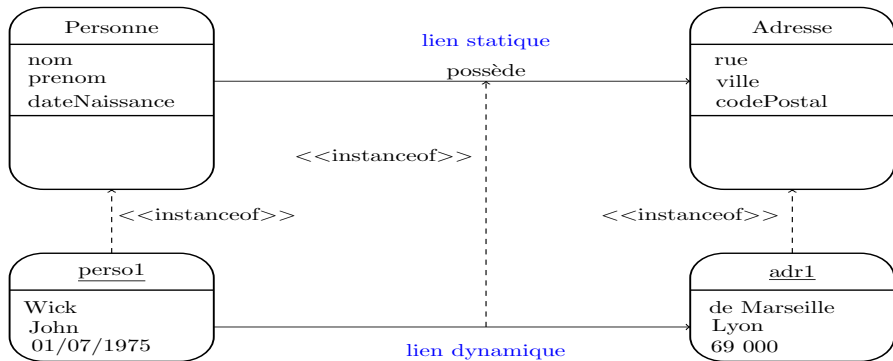 Personne
nom
prenom
dateNaissance
lien statique
possède
Adresse
rue
ville
codePostal
<<instanceof>>
<<instanceof>>
<<instanceof>>
perso1
Wick
John
01/07/1975
lien dynamique
adr1
de Marseille
Lyon
69 000